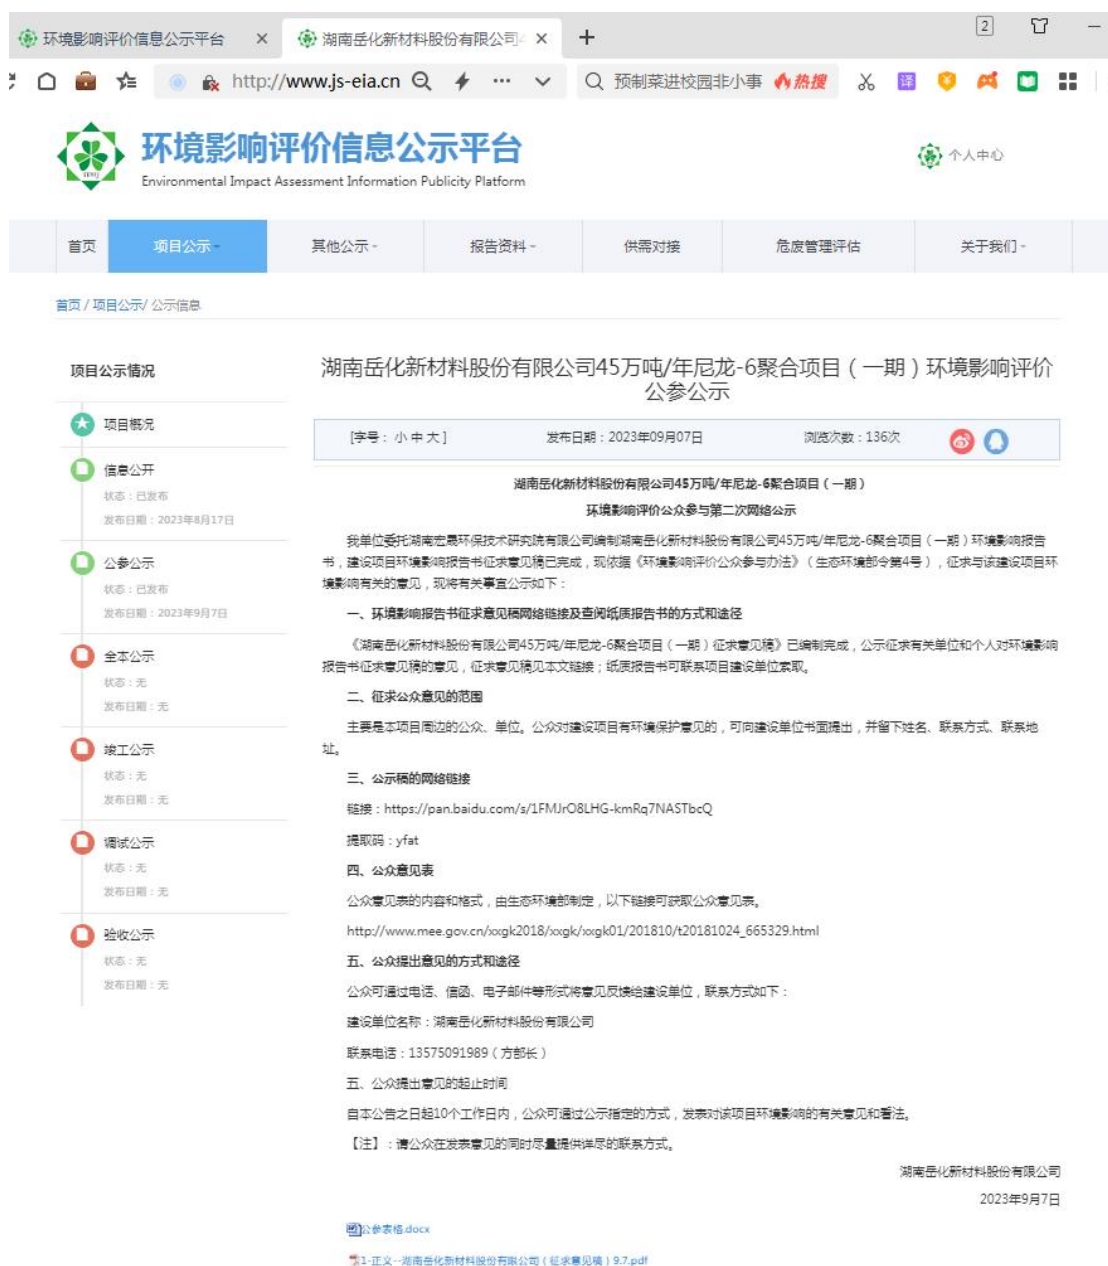 环境影响评价信息公示平台 ×
湖南岳化新材料股份有限公司 ×
+
2
http://www.js-eia.cn
预制菜进校园非小事 热搜
译
环境影响评价信息公示平台
Environmental Impact Assessment Information Publicity Platform
个人中心
首页 项目公示 其他公示 报告资料 供需对接 危废管理评估 关于我们
首页 / 项目公示/ 公示信息
项目公示情况
项目概况
信息公开
状态：已发布
发布日期：2023年8月17日
公参公示
状态：已发布
发布日期：2023年9月7日
全本公示
状态：无
发布日期：无
竣工公示
状态：无
发布日期：无
调试公示
状态：无
发布日期：无
验收公示
状态：无
发布日期：无
湖南岳化新材料股份有限公司45万吨/年尼龙-6聚合项目（一期）环境影响评价
公参公示
[字号：小 中 大] 发布日期：2023年09月07日 浏览次数：136次
湖南岳化新材料股份有限公司45万吨/年尼龙-6聚合项目（一期）
环境影响评价公众参与第二次网络公示
我单位委托湖南宏晟环保技术研究院有限公司编制湖南岳化新材料股份有限公司45万吨/年尼龙-6聚合项目（一期）环境影响报告
书，建设项目环境影响报告书征求意见稿已完成，现依据《环境影响评价公众参与办法》（生态环境部令第4号），征求与该建设项目环
境影响有关的意见，现将有关事宜公示如下：
一、环境影响报告书征求意见稿网络链接及查阅纸质报告书的方式和途径
《湖南岳化新材料股份有限公司45万吨/年尼龙-6聚合项目（一期）征求意见稿》已编制完成，公示征求有关单位和个人对环境影响
报告书征求意见稿的意见，征求意见稿见本文链接；纸质报告书可联系项目建设单位索取。
二、征求公众意见的范围
主要是本项目周边的公众、单位。公众对建设项目有环境保护意见的，可向建设单位书面提出，并留下姓名、联系方式、联系地
址。
三、公示稿的网络链接
链接：https://pan.baidu.com/s/1FMJrO8LHG-kmRq7NASTbcQ
提取码：yfat
四、公众意见表
公众意见表的内容和格式，由生态环境部制定，以下链接可获取公众意见表。
http://www.mee.gov.cn/xxgk2018/xxgk/xxgk01/201810/t20181024_665329.html
五、公众提出意见的方式和途径
公众可通过电话、信函、电子邮件等形式将意见反馈给建设单位，联系方式如下：
建设单位名称：湖南岳化新材料股份有限公司
联系电话：13575091989（方部长）
五、公众提出意见的起止时间
自本公告之日起10个工作日内，公众可通过公示指定的方式，发表对该项目环境影响的有关意见和看法。
【注】：请公众在发表意见的同时尽量提供详尽的联系方式。
湖南岳化新材料股份有限公司
2023年9月7日
公参表格.docx
1-正文--湖南岳化新材料股份有限公司（征求意见稿）9.7.pdf